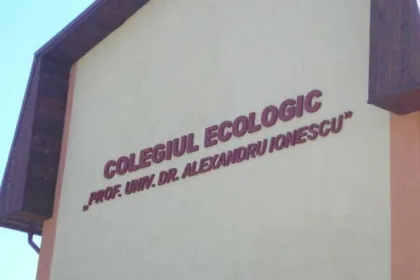 COLEGIUL ECOLOGIC
„PROF. UNIV. DR. ALEXANDRU IONESCU”